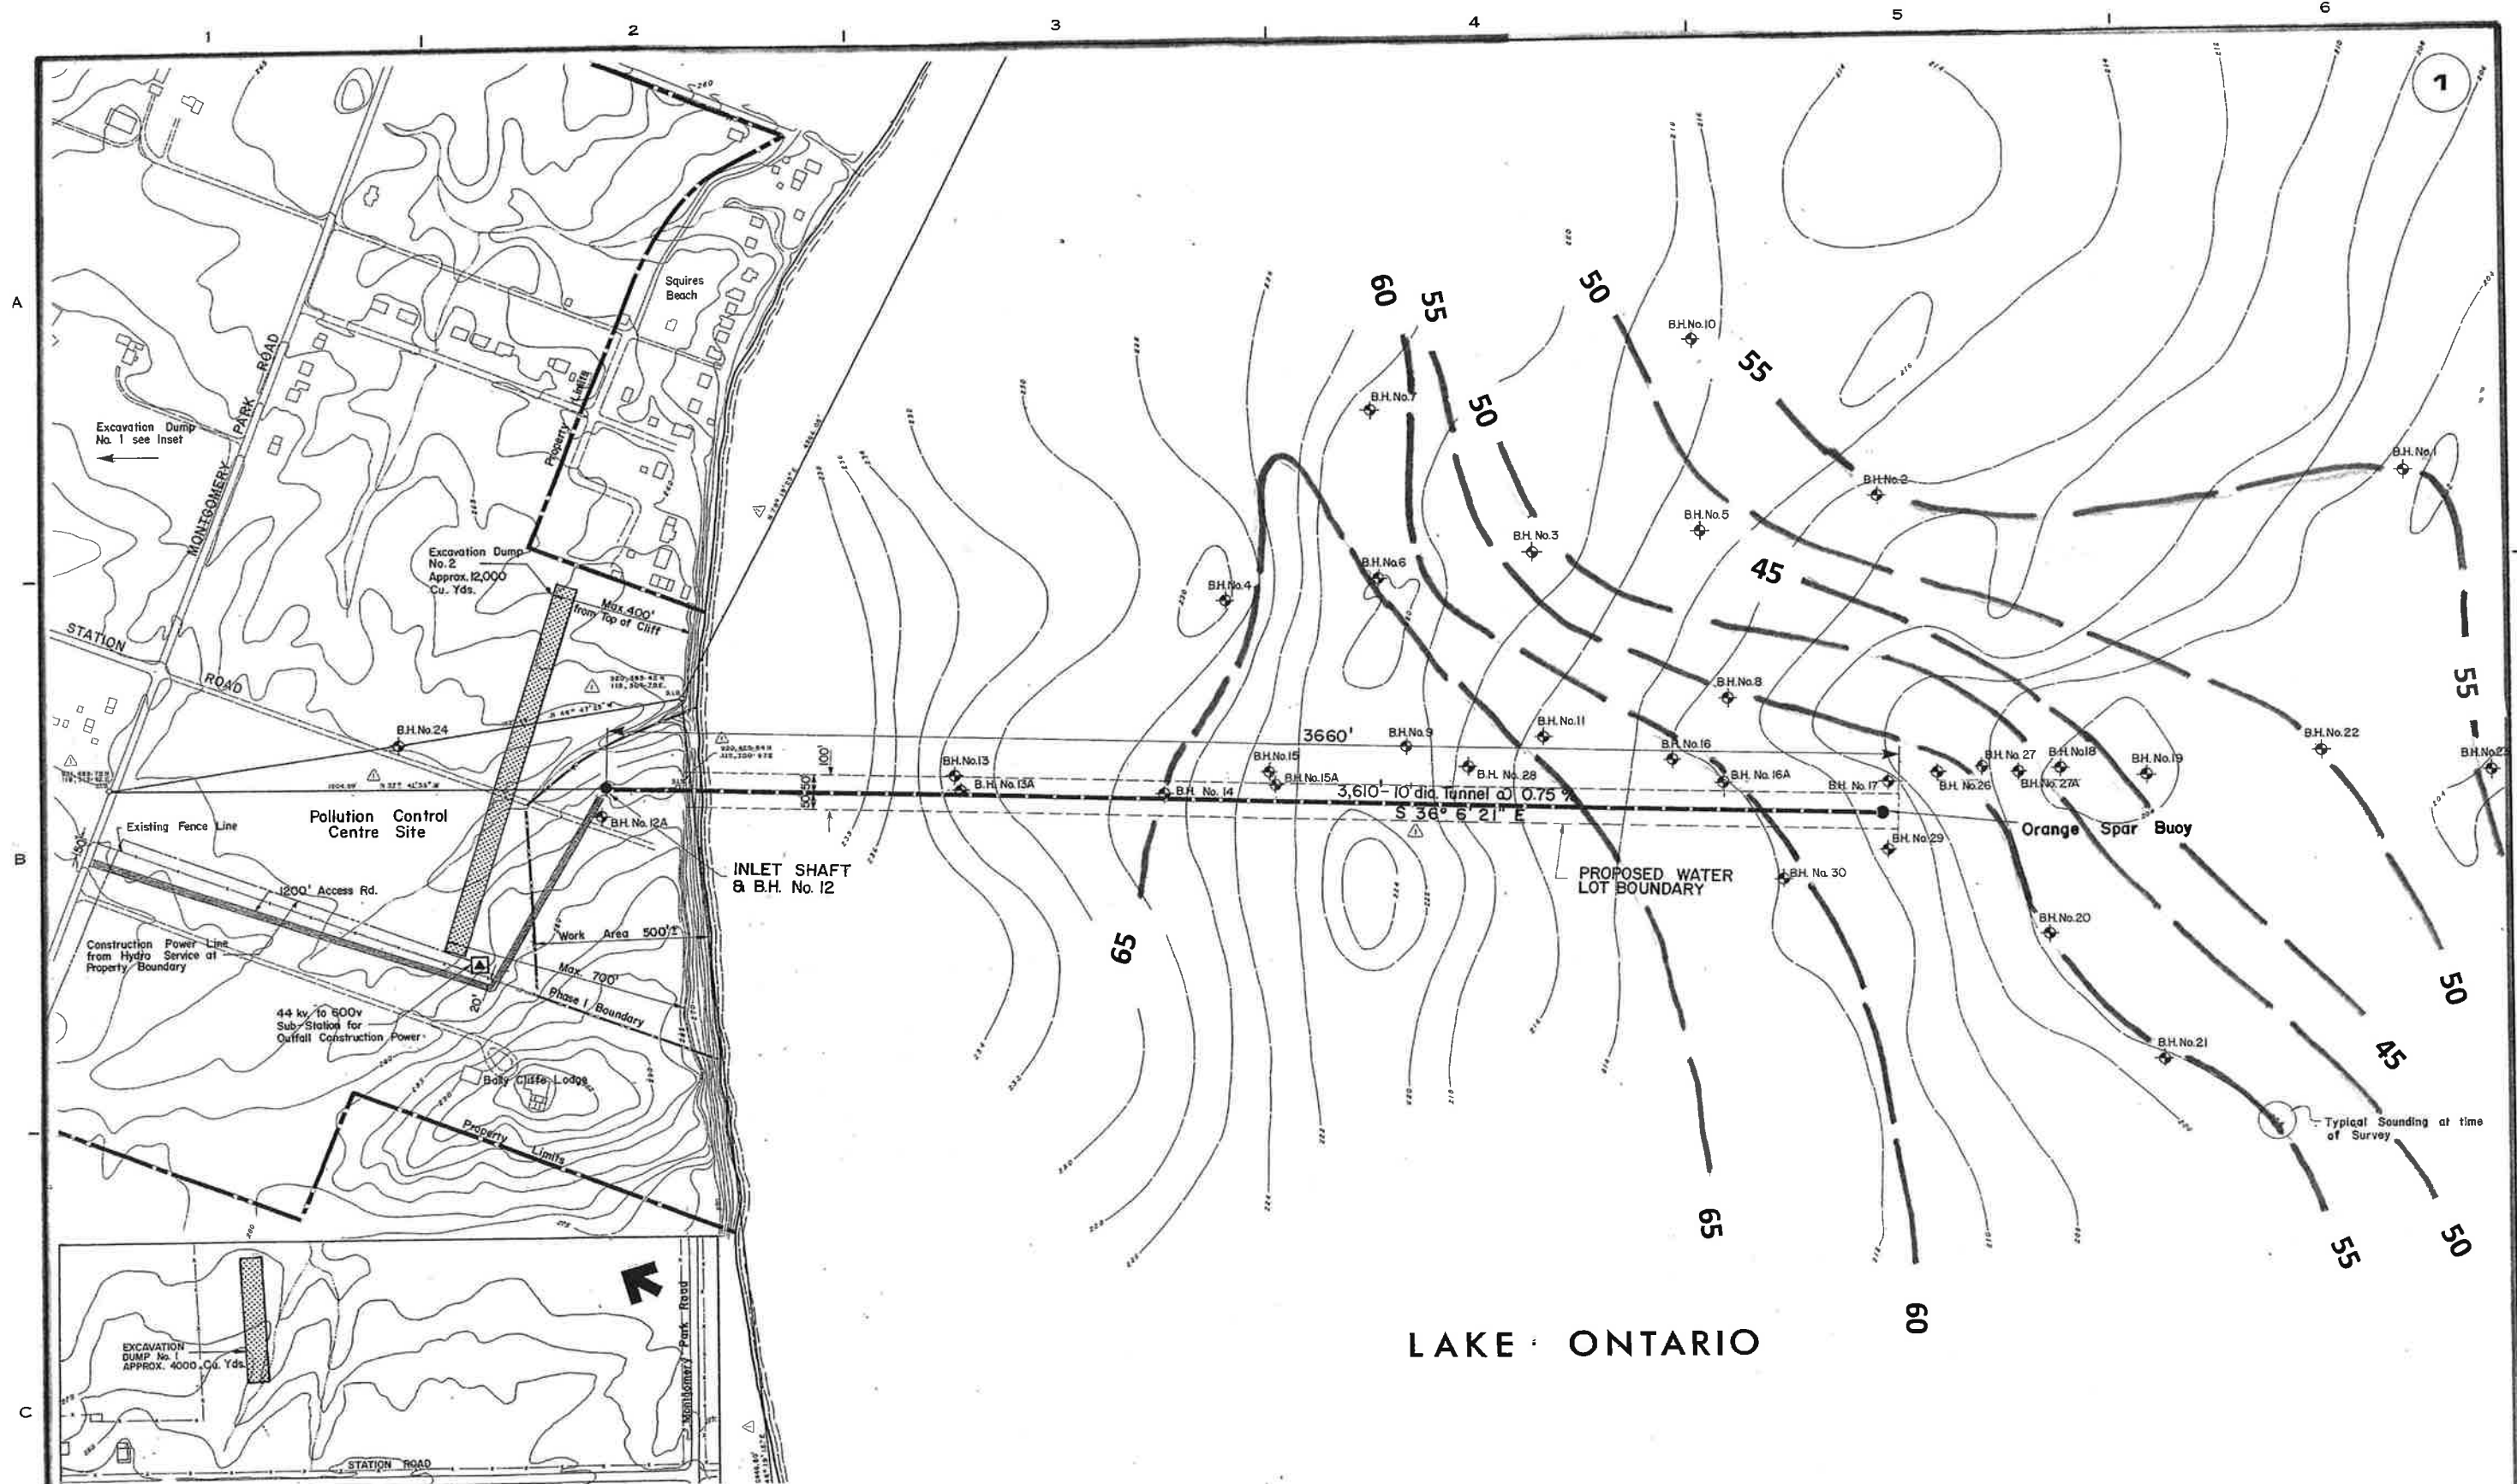 1
2
3
4
5
6
1
A
B
C
260
Squires
Beach
Property
Limits
MONTGOMERY
PARK
ROAD
Excavation Dump
No. 1 see Inset
Excavation Dump
No. 2
Approx. 12,000
Cu. Yds.
Max. 400'
from Top of Cliff
STATION
ROAD
B.H. No. 24
Pollution Control
Centre Site
Existing Fence Line
150'
1200' Access Rd.
Construction Power Line
from Hydro Service at
Property Boundary
44 kv. to 600v
Sub-Station for
Outfall Construction Power
20'
Work Area 500'±
Max. 700'
Phase I Boundary
Bally Cliffe Lodge
Property
Limits
B.H. No. 12A
INLET SHAFT
& B.H. No. 12
100'
50'
50'
3660'
3,610'-10' dia. Tunnel @ 0.75 %
S 36° 6' 21" E
PROPOSED WATER
LOT BOUNDARY
Orange Spar Buoy
Typical Sounding at time
of Survey
60
55
50
50
55
45
55
50
45
50
55
60
65
65
B.H. No. 10
B.H. No. 7
B.H. No. 1
B.H. No. 2
B.H. No. 5
B.H. No. 3
B.H. No. 6
B.H. No. 4
B.H. No. 8
B.H. No. 11
B.H. No. 9
B.H. No. 16
B.H. No. 16A
B.H. No. 13
B.H. No. 13A
B.H. No. 15
B.H. No. 15A
B.H. No. 14
B.H. No. 28
B.H. No. 17
B.H. No. 26
B.H. No. 27
B.H. No. 27A
B.H. No. 18
B.H. No. 19
B.H. No. 22
B.H. No. 29
B.H. No. 30
B.H. No. 20
B.H. No. 21
LAKE ONTARIO
EXCAVATION
DUMP No. 1
APPROX. 4000 Cu. Yds.
Montgomery Park Road
STATION ROAD